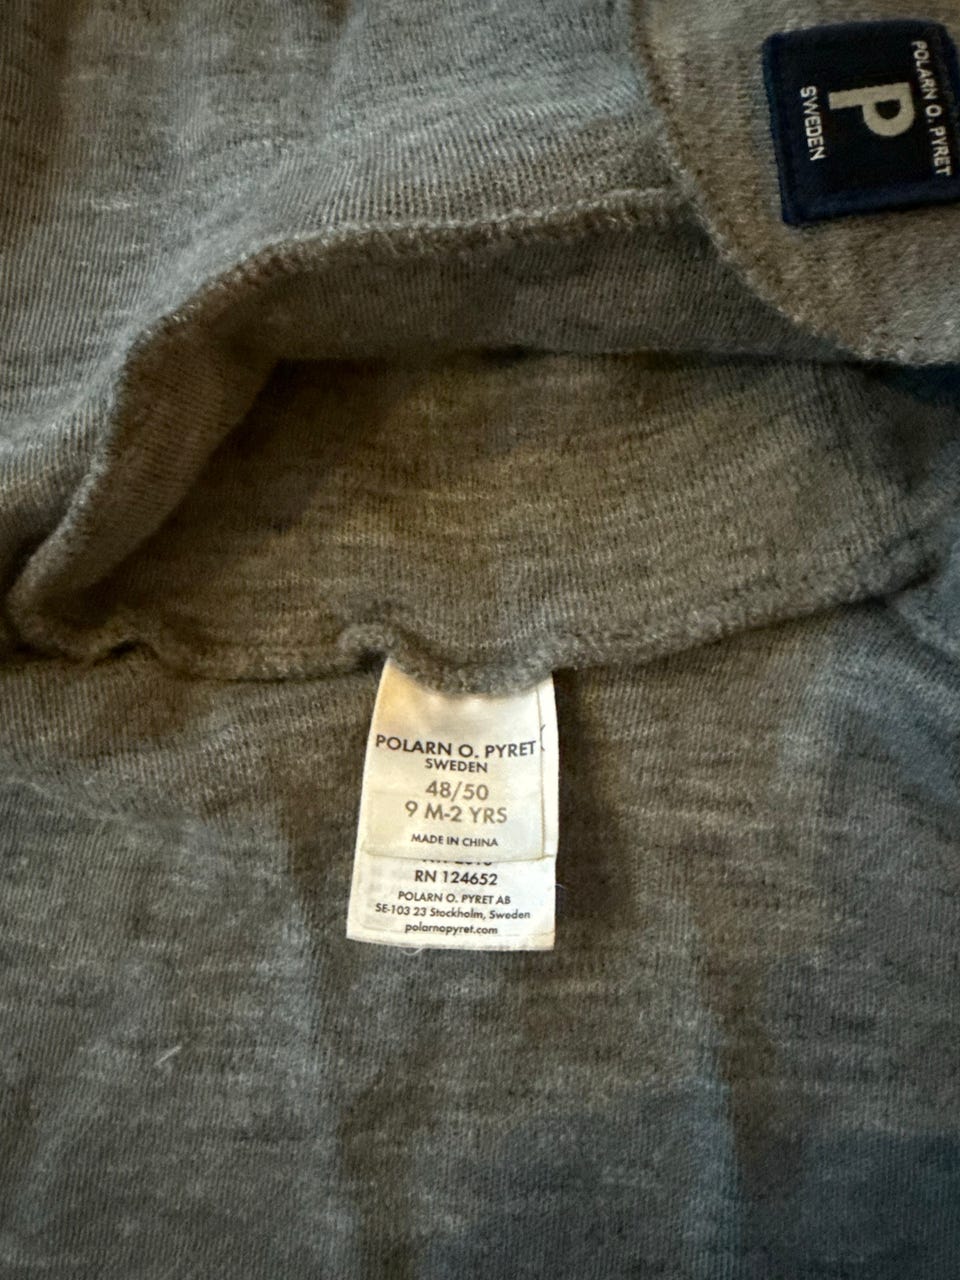 POLARN O. PYRET
P
SWEDEN
POLARN O. PYRET
SWEDEN
48/50
9 M-2 YRS
MADE IN CHINA
RN 124652
POLARN O. PYRET AB
SE-103 23 Stockholm, Sweden
polarnopyret.com